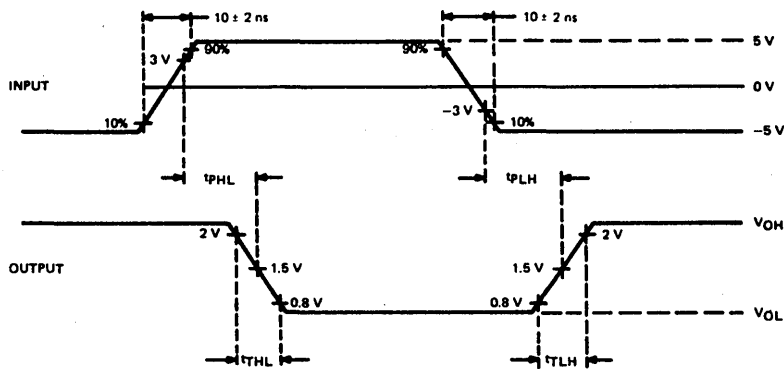 10 ± 2 ns
10 ± 2 ns
5 V
90%
90%
3 V
INPUT
0 V
−3 V
10%
10%
−5 V
tPHL
tPLH
VOH
2 V
2 V
OUTPUT
1.5 V
1.5 V
0.8 V
0.8 V
VOL
tTHL
tTLH